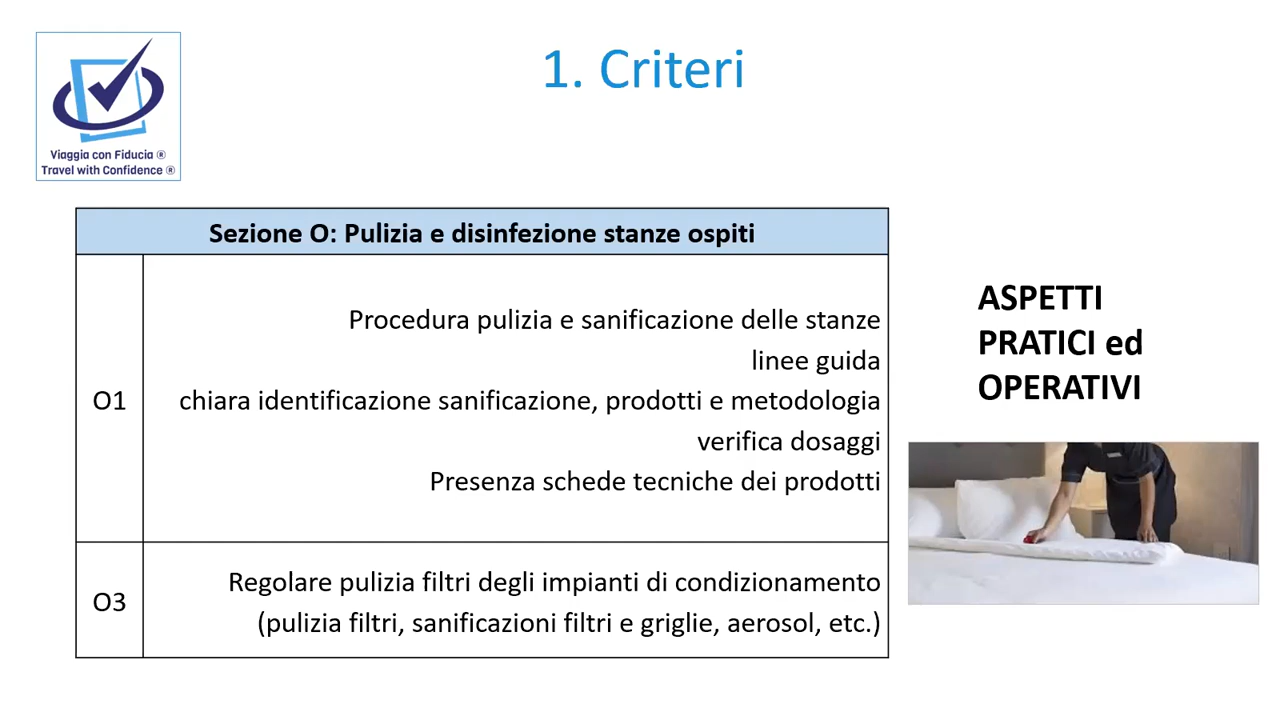 Viaggia con Fiducia ®
Travel with Confidence ®
1. Criteri
Sezione O: Pulizia e disinfezione stanze ospiti
O1
Procedura pulizia e sanificazione delle stanze
linee guida
chiara identificazione sanificazione, prodotti e metodologia
verifica dosaggi
Presenza schede tecniche dei prodotti
O3
Regolare pulizia filtri degli impianti di condizionamento
(pulizia filtri, sanificazioni filtri e griglie, aerosol, etc.)
ASPETTI
PRATICI ed
OPERATIVI